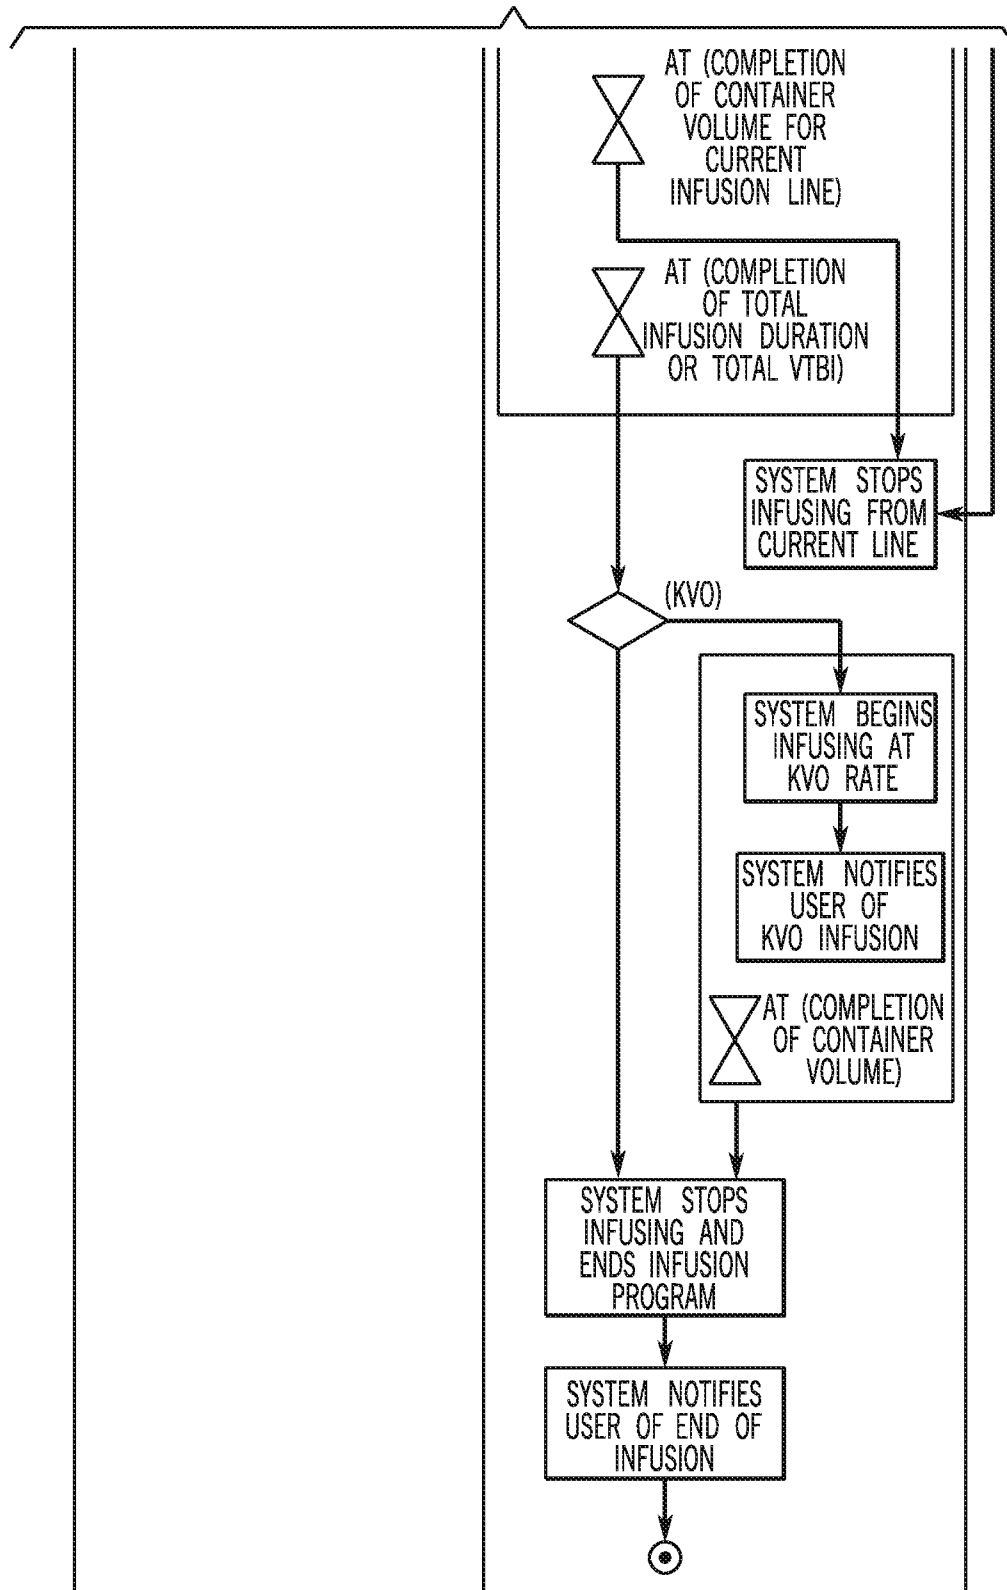 AT (COMPLETION
OF CONTAINER
VOLUME FOR
CURRENT
INFUSION LINE)
AT (COMPLETION
OF TOTAL
INFUSION DURATION
OR TOTAL VTBI)
SYSTEM STOPS
INFUSING FROM
CURRENT LINE
(KVO)
SYSTEM BEGINS
INFUSING AT
KVO RATE
SYSTEM NOTIFIES
USER OF
KVO INFUSION
AT (COMPLETION
OF CONTAINER
VOLUME)
SYSTEM STOPS
INFUSING AND
ENDS INFUSION
PROGRAM
SYSTEM NOTIFIES
USER OF END OF
INFUSION